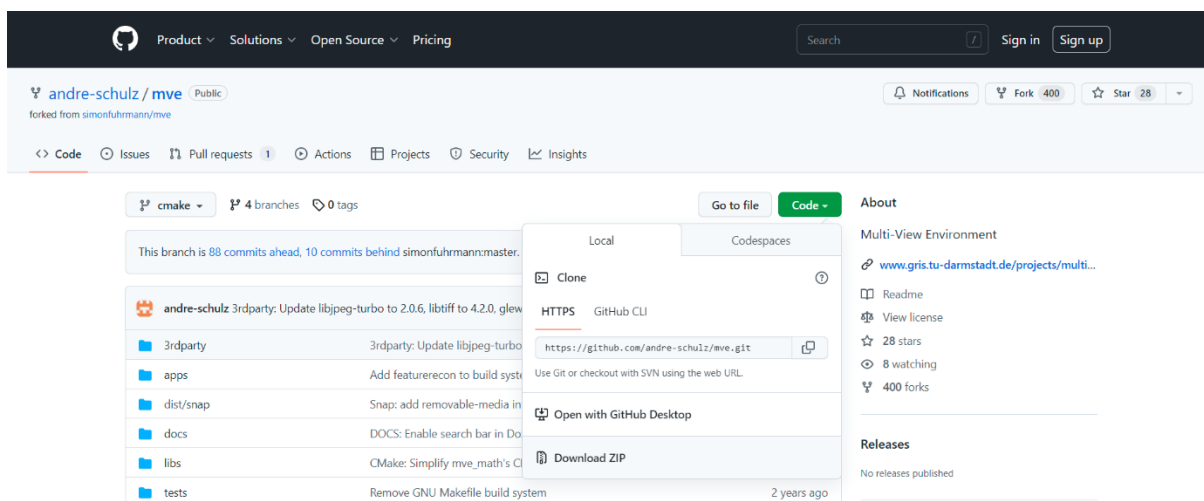 Product Solutions Open Source Pricing Search / Sign in Sign up
andre-schulz / mve Public Notifications Fork 400 Star 28
forked from simonfuhrmann/mve
Code Issues Pull requests 1 Actions Projects Security Insights
cmake 4 branches 0 tags Go to file Code About
Local Codespaces Multi-View Environment
This branch is 88 commits ahead, 10 commits behind simonfuhrmann:master.
www.gris.tu-darmstadt.de/projects/multi...
Clone
Readme
andre-schulz 3rdparty: Update libjpeg-turbo to 2.0.6, libtiff to 4.2.0, glew
HTTPS GitHub CLI
View license
3rdparty 3rdparty: Update libjpeg-turbo
https://github.com/andre-schulz/mve.git
28 stars
apps Add featurerecon to build syste
Use Git or checkout with SVN using the web URL.
8 watching
400 forks
dist/snap Snap: add removable-media in
Open with GitHub Desktop
docs DOCS: Enable search bar in Do
Releases
libs CMake: Simplify mve_math's C
Download ZIP
No releases published
tests Remove GNU Makefile build system 2 years ago